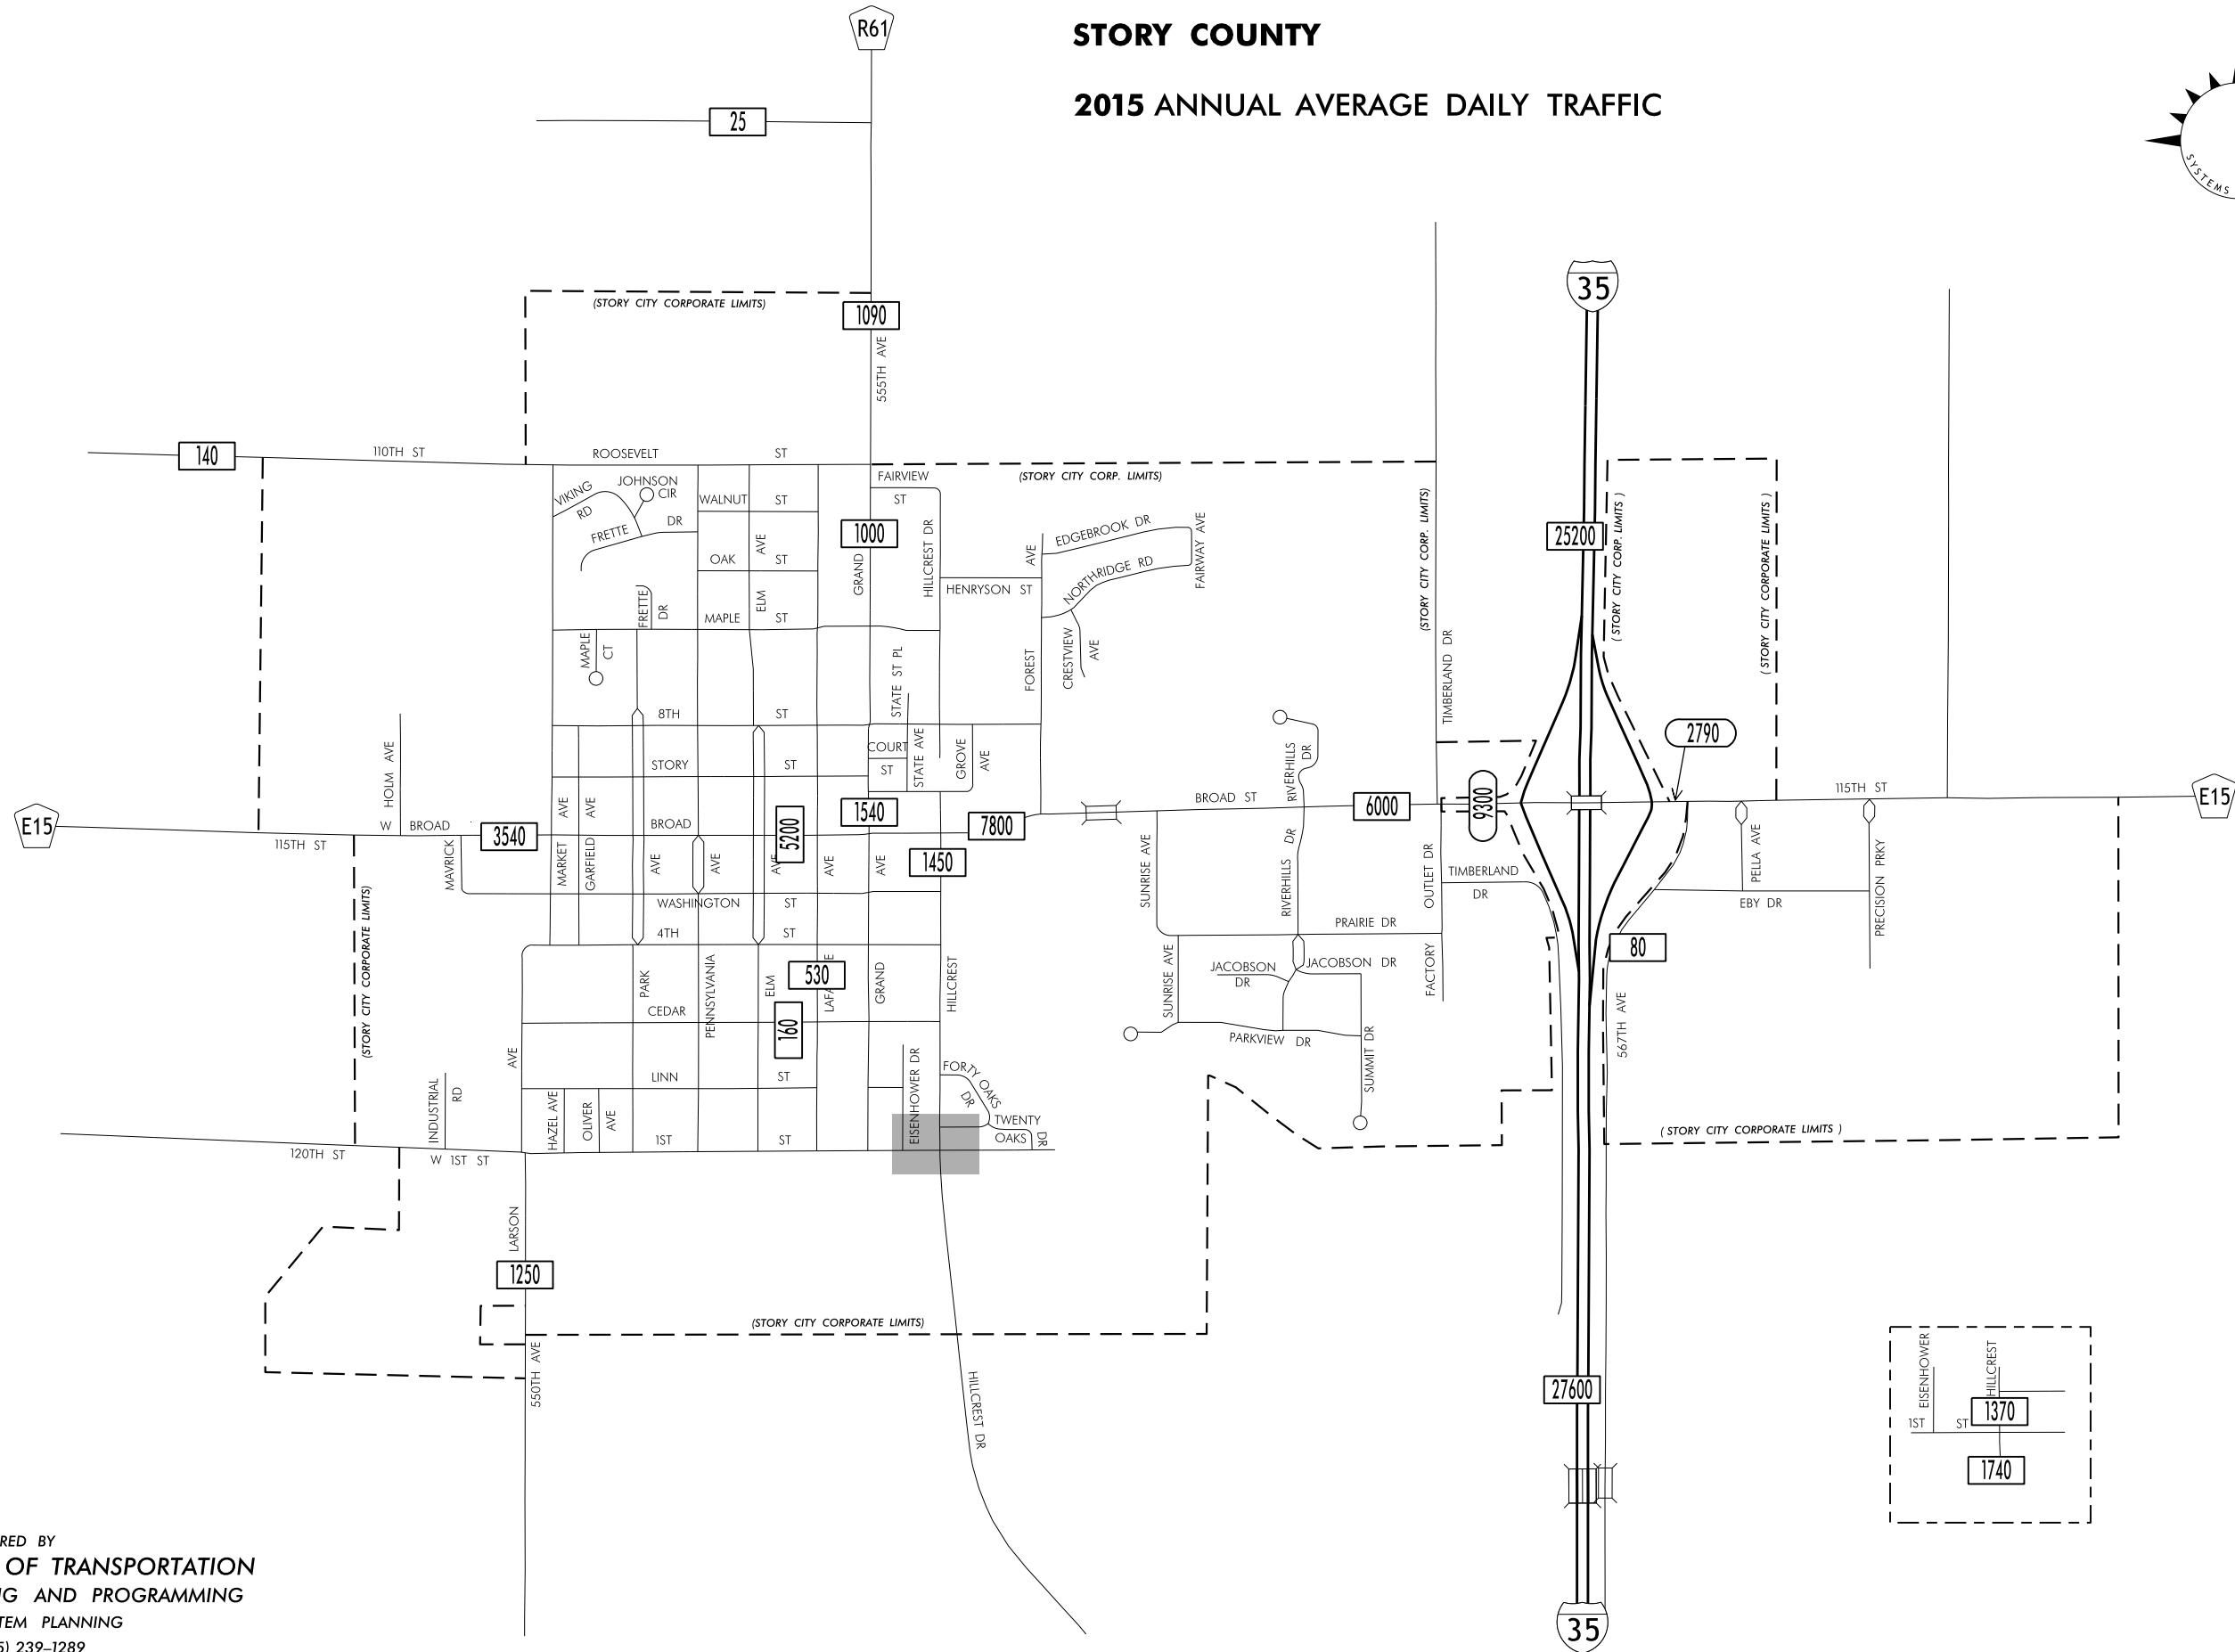 R61
STORY COUNTY
2015 ANNUAL AVERAGE DAILY TRAFFIC
SYSTEMS
25
35
(STORY CITY CORPORATE LIMITS)
1090
555TH AVE
140
110TH ST
ROOSEVELT ST
FAIRVIEW ST
(STORY CITY CORP. LIMITS)
(STORY CITY CORP. LIMITS)
( STORY CITY CORP. LIMITS )
(STORY CITY CORPORATE LIMITS )
VIKING RD
JOHNSON CIR
FRETTE DR
WALNUT ST
1000
25200
EDGEBROOK DR
FAIRWAY AVE
OAK ST
ELM AVE
GRAND
HILLCREST DR
HENRYSON ST
NORTHRIDGE RD
FRETTE DR
MAPLE ST
MAPLE CT
STATE ST PL
FOREST AVE
CRESTVIEW AVE
TIMBERLAND DR
8TH ST
2790
HOLM AVE
STORY ST
COURT ST
STATE AVE
GROVE AVE
RIVERHILLS DR
115TH ST
E15
E15
W BROAD
3540
BROAD
5200
1540
7800
BROAD ST
6000
9300
115TH ST
MAVRICK
MARKET AVE
GARFIELD AVE
AVE
AVE
AVE
AVE
AVE
1450
SUNRISE AVE
RIVERHILLS DR
OUTLET DR
TIMBERLAND DR
PELLA AVE
EBY DR
PRECISION PRKY
(STORY CITY CORPORATE LIMITS)
WASHINGTON ST
4TH ST
PRAIRIE DR
80
530
PARK
PENNSYLVANIA
ELM
GRAND
HILLCREST
SUNRISE AVE
JACOBSON DR
JACOBSON DR
FACTORY
CEDAR
160
PARKVIEW DR
SUMMIT DR
567TH AVE
AVE
LINN ST
EISENHOWER DR
FORTY OAKS DR
INDUSTRIAL RD
HAZEL AVE
OLIVER AVE
1ST ST
TWENTY OAKS DR
120TH ST
W 1ST ST
( STORY CITY CORPORATE LIMITS )
LARSON
1250
(STORY CITY CORPORATE LIMITS)
550TH AVE
HILLCREST DR
27600
EISENHOWER
HILLCREST
1370
1ST ST
1740
35
RED BY
OF TRANSPORTATION
G AND PROGRAMMING
TEM PLANNING
5) 239–1289